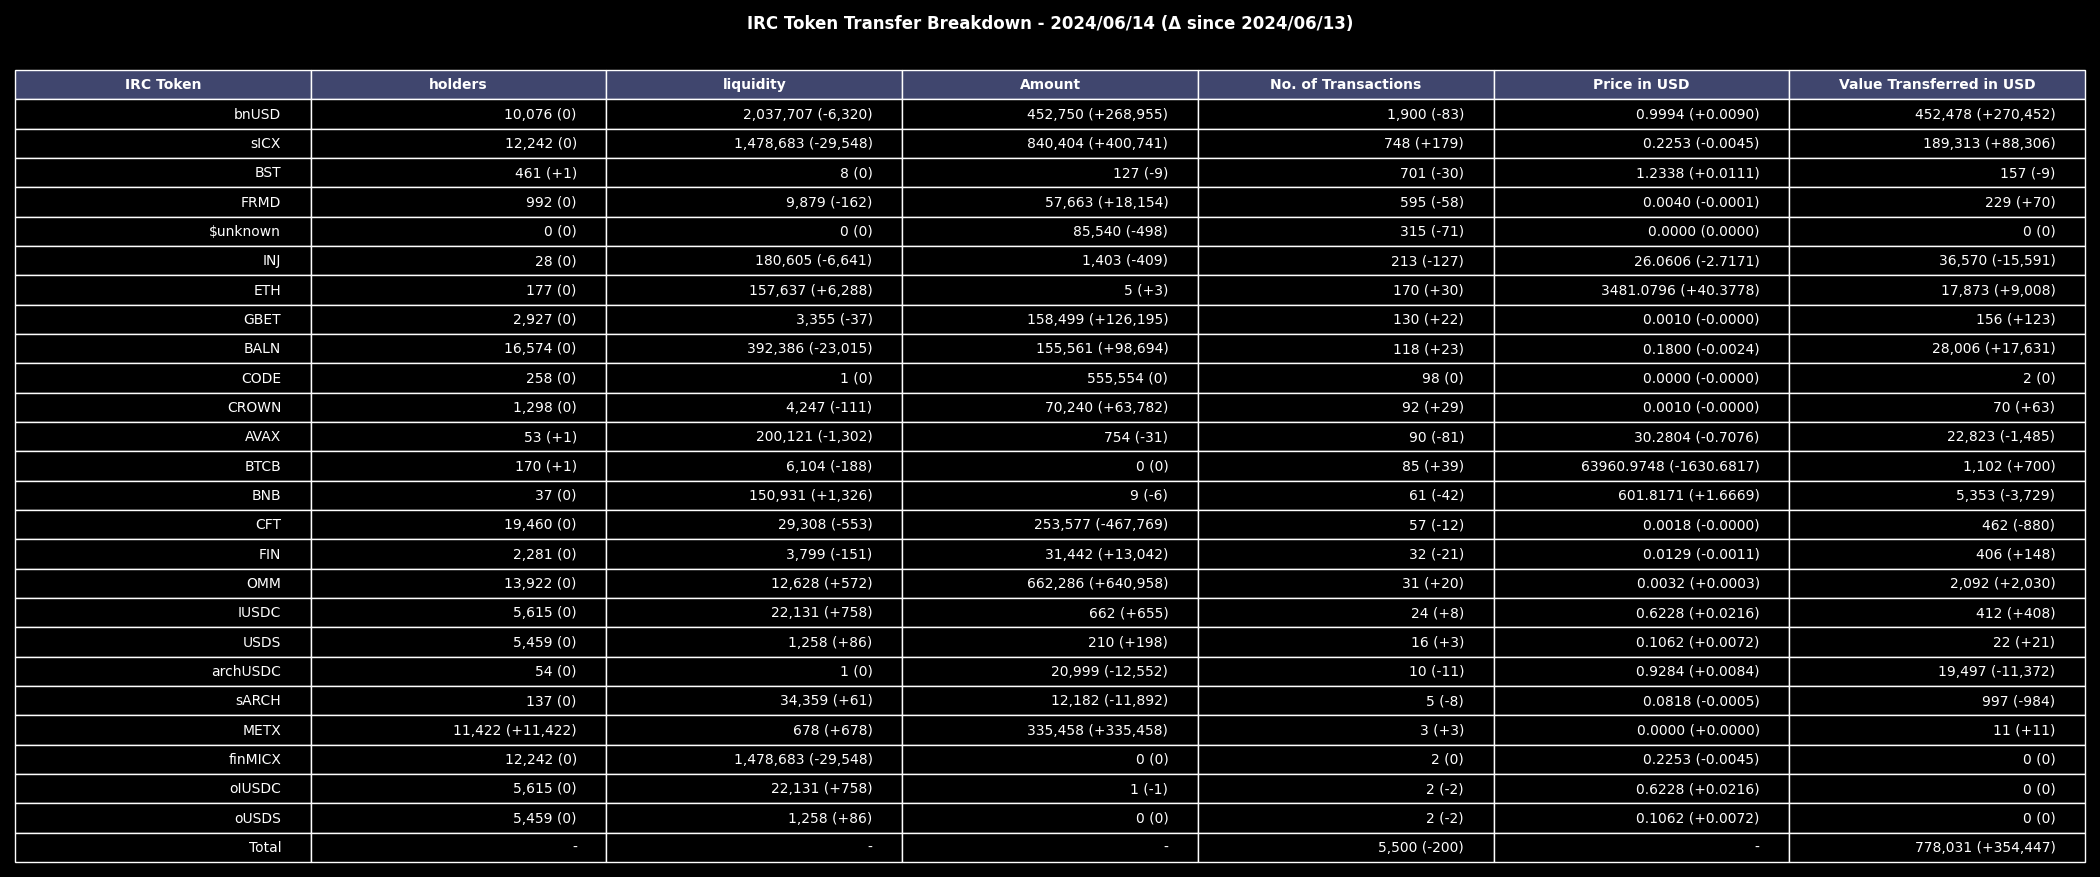 IRC Token Transfer Breakdown - 2024/06/14 (Δ since 2024/06/13)
IRC Token holders liquidity Amount No. of Transactions Price in USD Value Transferred in USD
bnUSD 10,076 (0) 2,037,707 (-6,320) 452,750 (+268,955) 1,900 (-83) 0.9994 (+0.0090) 452,478 (+270,452)
sICX 12,242 (0) 1,478,683 (-29,548) 840,404 (+400,741) 748 (+179) 0.2253 (-0.0045) 189,313 (+88,306)
BST 461 (+1) 8 (0) 127 (-9) 701 (-30) 1.2338 (+0.0111) 157 (-9)
FRMD 992 (0) 9,879 (-162) 57,663 (+18,154) 595 (-58) 0.0040 (-0.0001) 229 (+70)
$unknown 0 (0) 0 (0) 85,540 (-498) 315 (-71) 0.0000 (0.0000) 0 (0)
INJ 28 (0) 180,605 (-6,641) 1,403 (-409) 213 (-127) 26.0606 (-2.7171) 36,570 (-15,591)
ETH 177 (0) 157,637 (+6,288) 5 (+3) 170 (+30) 3481.0796 (+40.3778) 17,873 (+9,008)
GBET 2,927 (0) 3,355 (-37) 158,499 (+126,195) 130 (+22) 0.0010 (-0.0000) 156 (+123)
BALN 16,574 (0) 392,386 (-23,015) 155,561 (+98,694) 118 (+23) 0.1800 (-0.0024) 28,006 (+17,631)
CODE 258 (0) 1 (0) 555,554 (0) 98 (0) 0.0000 (-0.0000) 2 (0)
CROWN 1,298 (0) 4,247 (-111) 70,240 (+63,782) 92 (+29) 0.0010 (-0.0000) 70 (+63)
AVAX 53 (+1) 200,121 (-1,302) 754 (-31) 90 (-81) 30.2804 (-0.7076) 22,823 (-1,485)
BTCB 170 (+1) 6,104 (-188) 0 (0) 85 (+39) 63960.9748 (-1630.6817) 1,102 (+700)
BNB 37 (0) 150,931 (+1,326) 9 (-6) 61 (-42) 601.8171 (+1.6669) 5,353 (-3,729)
CFT 19,460 (0) 29,308 (-553) 253,577 (-467,769) 57 (-12) 0.0018 (-0.0000) 462 (-880)
FIN 2,281 (0) 3,799 (-151) 31,442 (+13,042) 32 (-21) 0.0129 (-0.0011) 406 (+148)
OMM 13,922 (0) 12,628 (+572) 662,286 (+640,958) 31 (+20) 0.0032 (+0.0003) 2,092 (+2,030)
IUSDC 5,615 (0) 22,131 (+758) 662 (+655) 24 (+8) 0.6228 (+0.0216) 412 (+408)
USDS 5,459 (0) 1,258 (+86) 210 (+198) 16 (+3) 0.1062 (+0.0072) 22 (+21)
archUSDC 54 (0) 1 (0) 20,999 (-12,552) 10 (-11) 0.9284 (+0.0084) 19,497 (-11,372)
sARCH 137 (0) 34,359 (+61) 12,182 (-11,892) 5 (-8) 0.0818 (-0.0005) 997 (-984)
METX 11,422 (+11,422) 678 (+678) 335,458 (+335,458) 3 (+3) 0.0000 (+0.0000) 11 (+11)
finMICX 12,242 (0) 1,478,683 (-29,548) 0 (0) 2 (0) 0.2253 (-0.0045) 0 (0)
oIUSDC 5,615 (0) 22,131 (+758) 1 (-1) 2 (-2) 0.6228 (+0.0216) 0 (0)
oUSDS 5,459 (0) 1,258 (+86) 0 (0) 2 (-2) 0.1062 (+0.0072) 0 (0)
Total - - - 5,500 (-200) - 778,031 (+354,447)